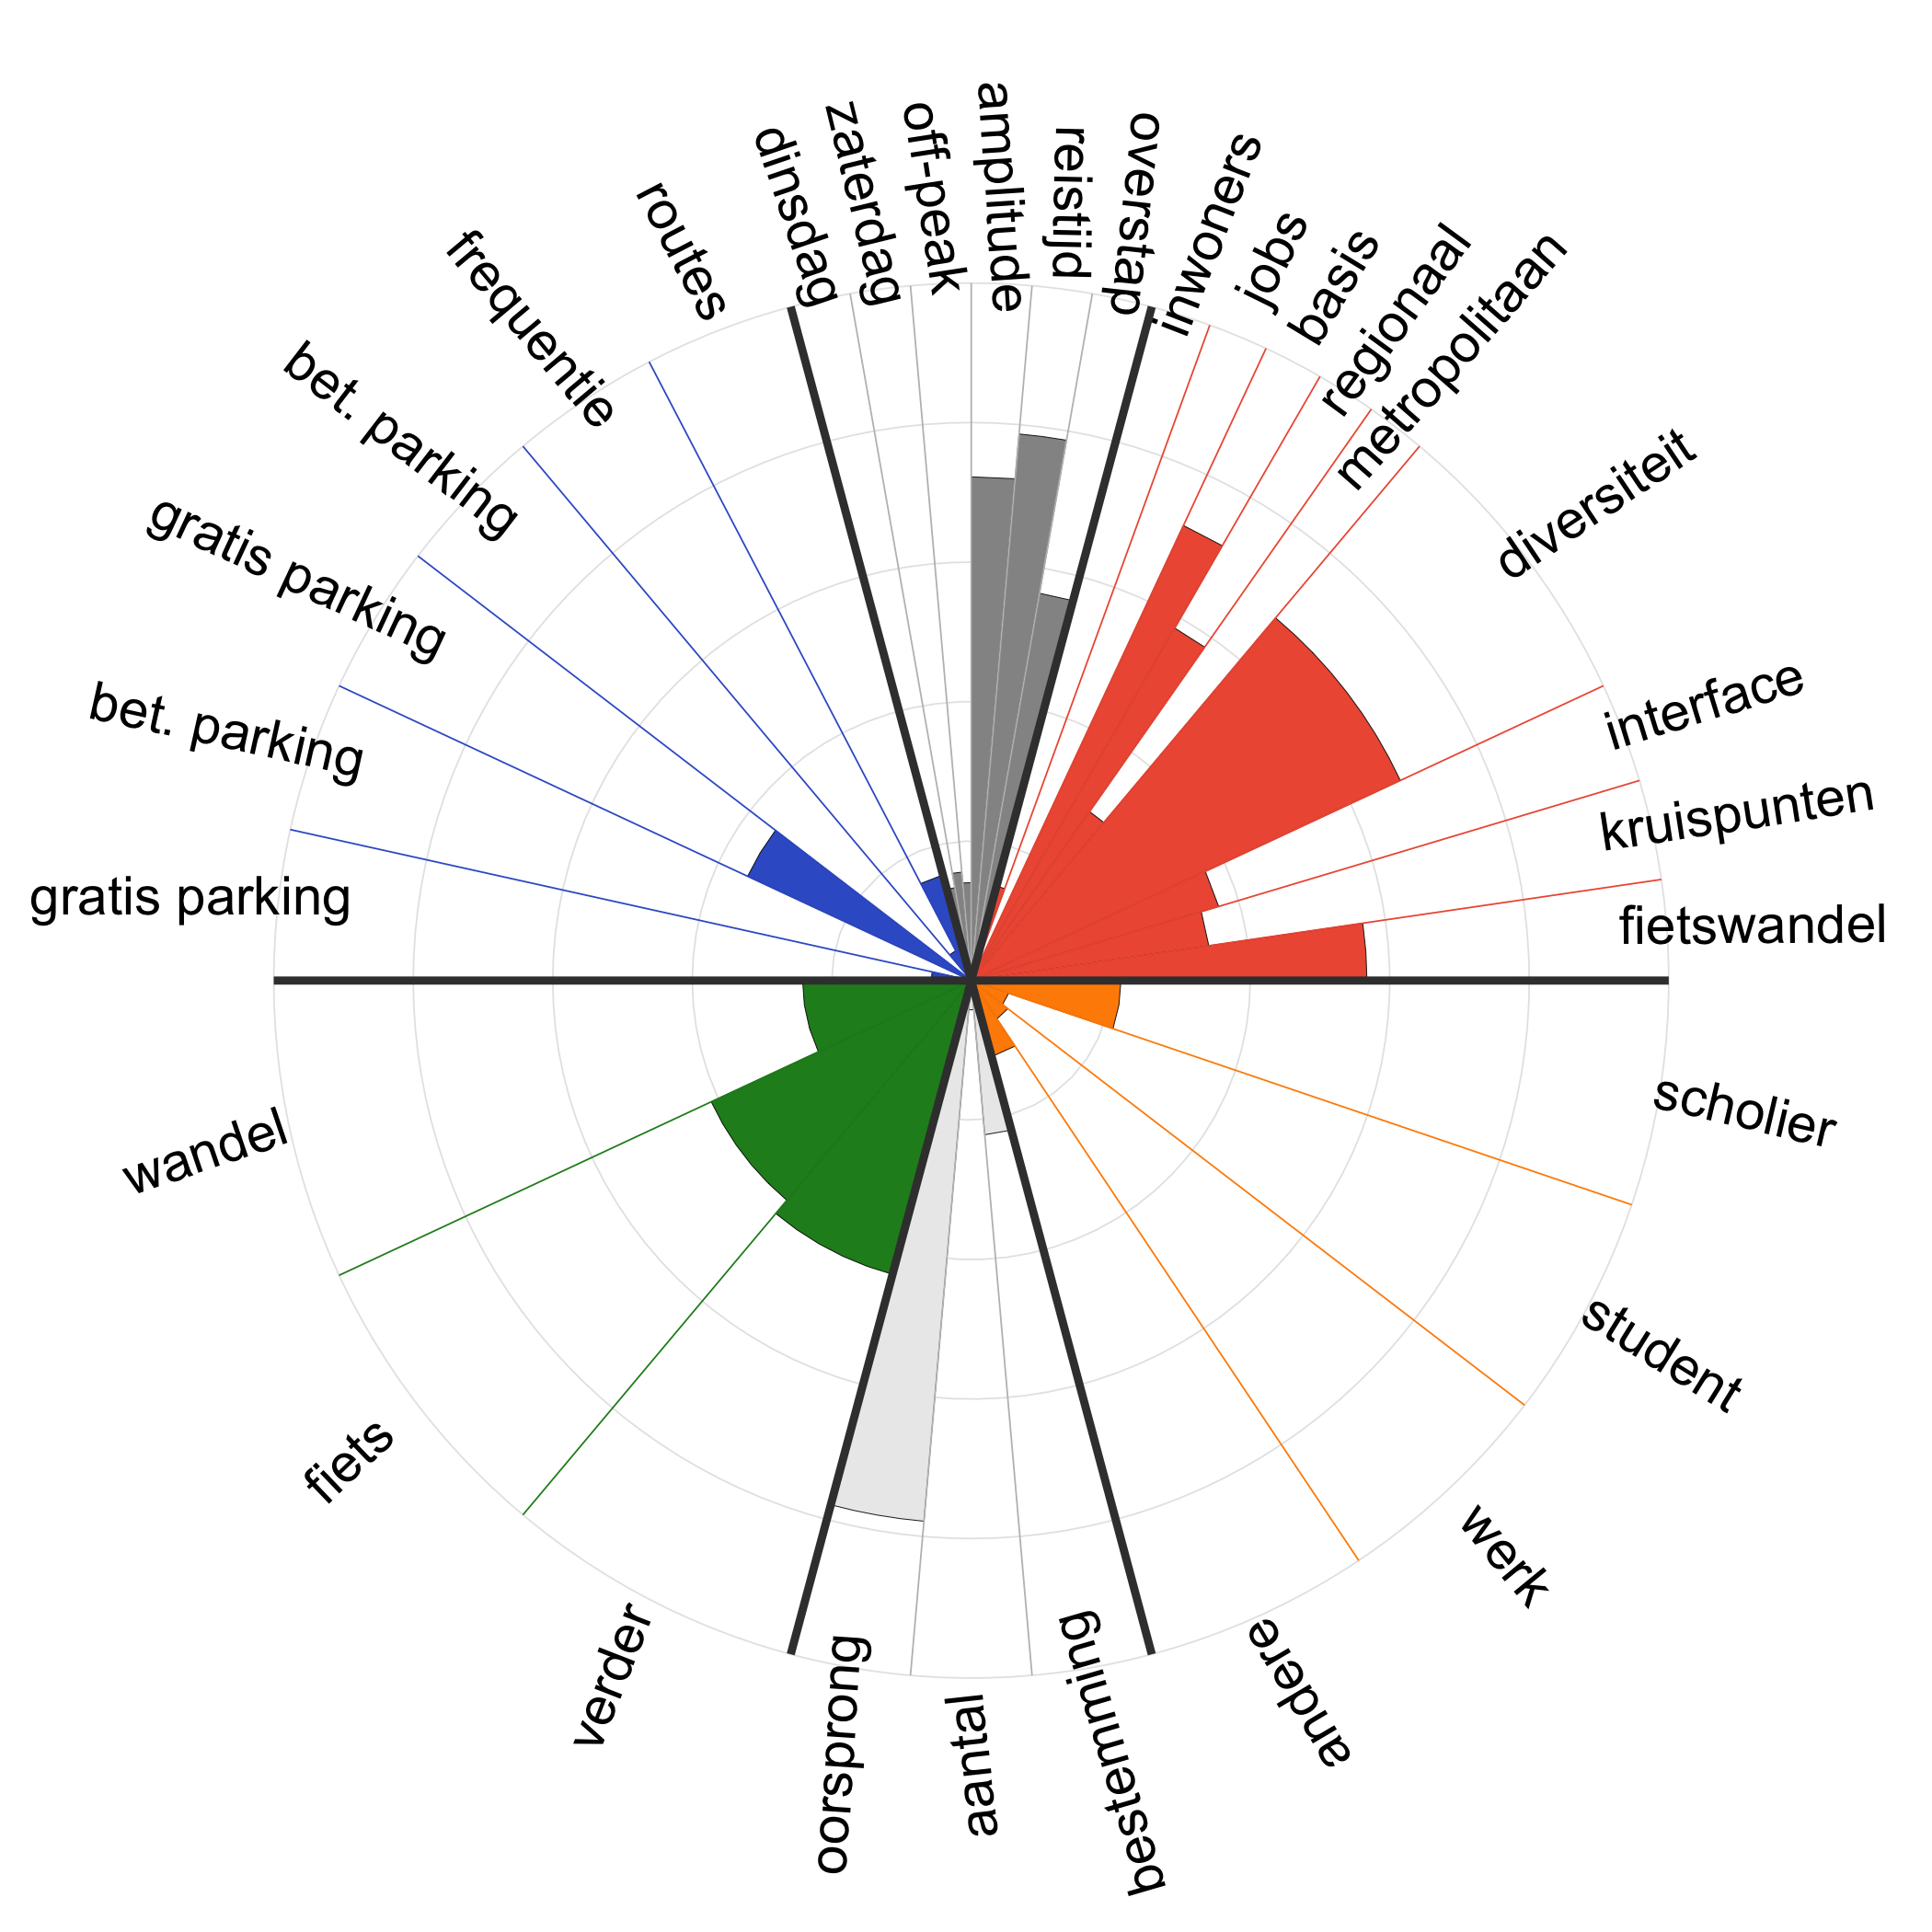 dinsdag
zaterdag
off-peak
amplitude
reistijd
overstap
inwoners
jobs
basis
regionaal
metropolitaan
diversiteit
interface
kruispunten
fietswandel
scholier
student
werk
andere
bestemming
aantal
oorsprong
verder
fiets
wandel
gratis parking
bet. parking
gratis parking
bet. parking
frequentie
routes